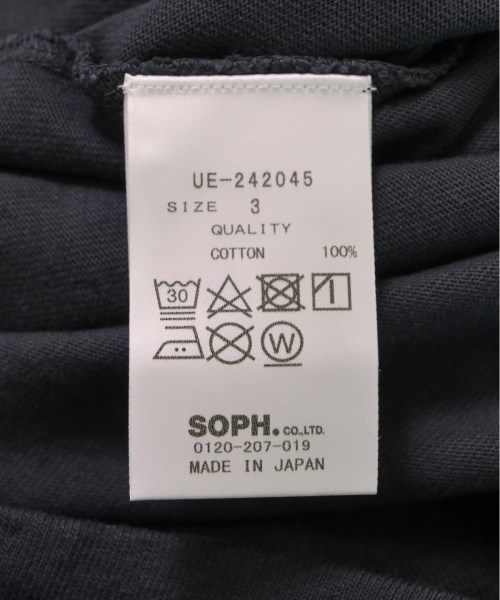 UE-242045
SIZE 3
QUALITY
COTTON 100%
30
W
SOPH. CO.,LTD.
0120-207-019
MADE IN JAPAN